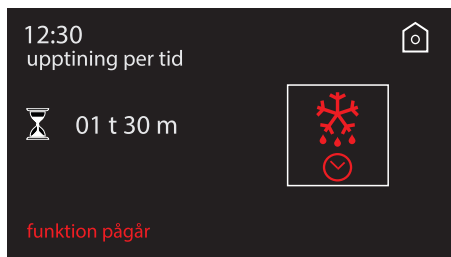 12:30
upptining per tid
01 t 30 m
funktion pågår